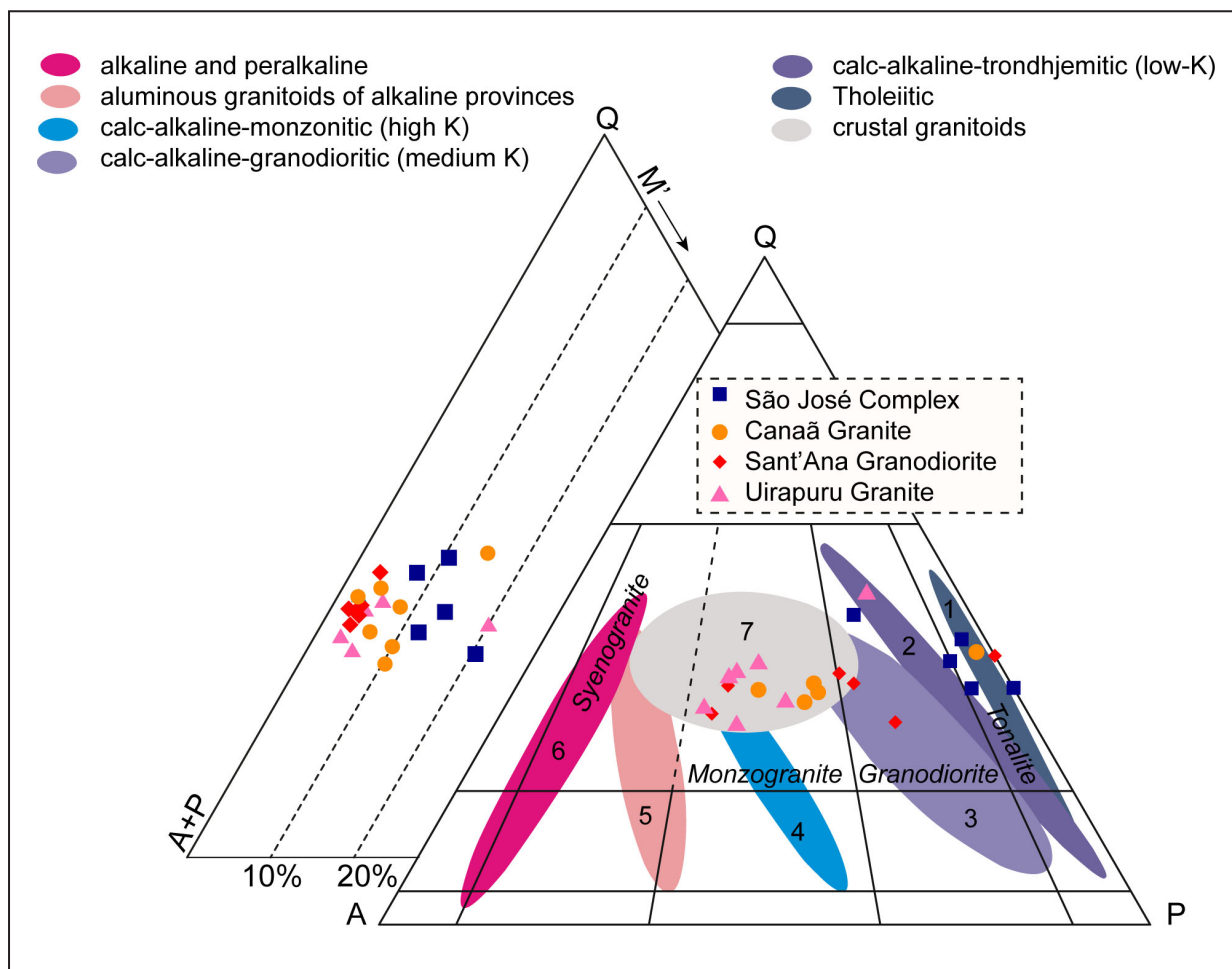 alkaline and peralkaline
aluminous granitoids of alkaline provinces
calc-alkaline-monzonitic (high K)
calc-alkaline-granodioritic (medium K)
calc-alkaline-trondhjemitic (low-K)
Tholeiitic
crustal granitoids
Q
M’
Q
São José Complex
Canaã Granite
Sant’Ana Granodiorite
Uirapuru Granite
Syenogranite
Monzogranite
Granodiorite
Tonalite
1
2
3
4
5
6
7
A+P
10%
20%
A
P